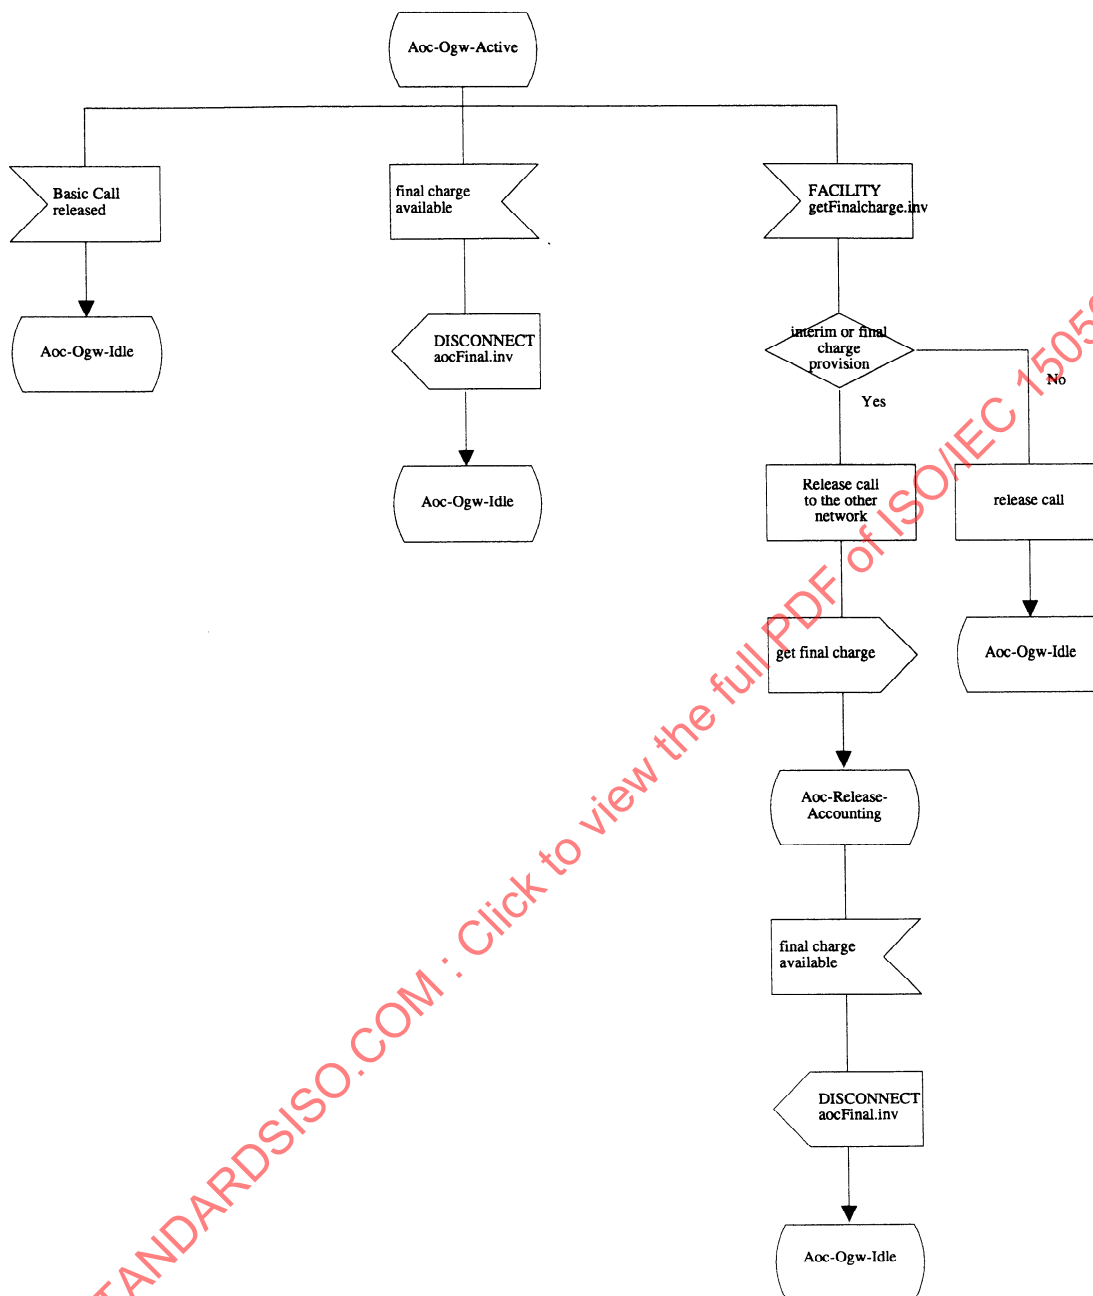 Aoc-Ogw-Active
Basic Call
released
final charge
available
FACILITY
getFinalcharge.inv
Aoc-Ogw-Idle
DISCONNECT
aocFinal.inv
interim or final
charge
provision
No
Yes
Aoc-Ogw-Idle
Release call
to the other
network
release call
get final charge
Aoc-Ogw-Idle
Aoc-Release-
Accounting
final charge
available
DISCONNECT
aocFinal.inv
Aoc-Ogw-Idle
TANDARDSISO.COM : Click to view the full PDF of ISO/IEC 1505